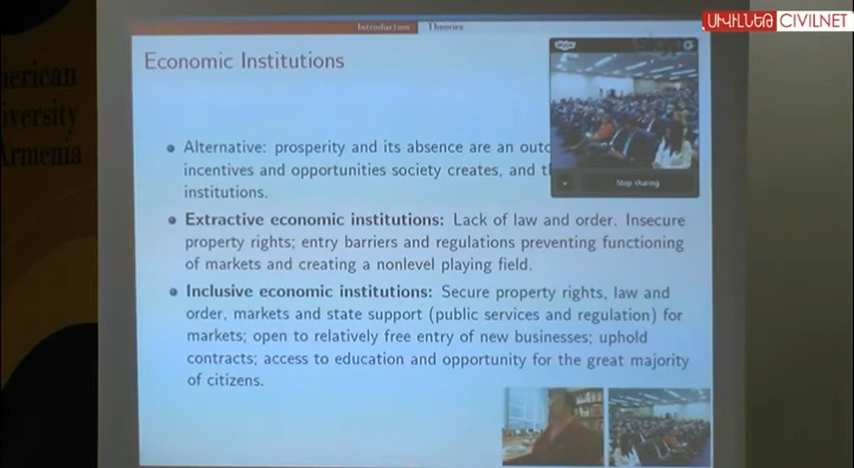 ՍԻՎԻԼՆԵԹ CIVILNET
Introduction Theories
Economic Institutions
skype
Stop sharing
merican
iversity
Armenia
Alternative: prosperity and its absence are an outc
incentives and opportunities society creates, and t
institutions.
Extractive economic institutions: Lack of law and order. Insecure
property rights; entry barriers and regulations preventing functioning
of markets and creating a nonlevel playing field.
Inclusive economic institutions: Secure property rights, law and
order, markets and state support (public services and regulation) for
markets; open to relatively free entry of new businesses; uphold
contracts; access to education and opportunity for the great majority
of citizens.